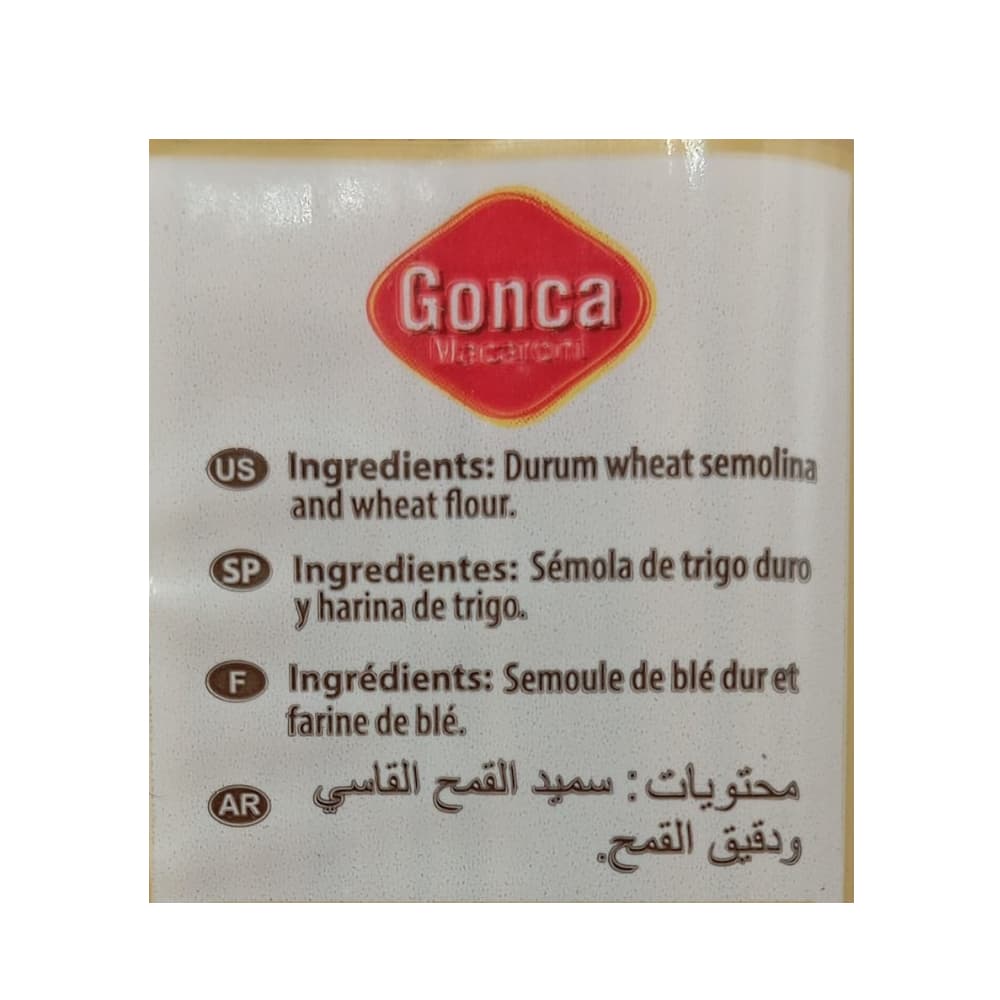 Gonca
Macaroni
US Ingredients: Durum wheat semolina
and wheat flour.
SP Ingredientes: Sémola de trigo duro
y harina de trigo.
F Ingrédients: Semoule de blé dur et
farine de blé.
AR محتويات: سميد القمح القاسي
ودقيق القمح.